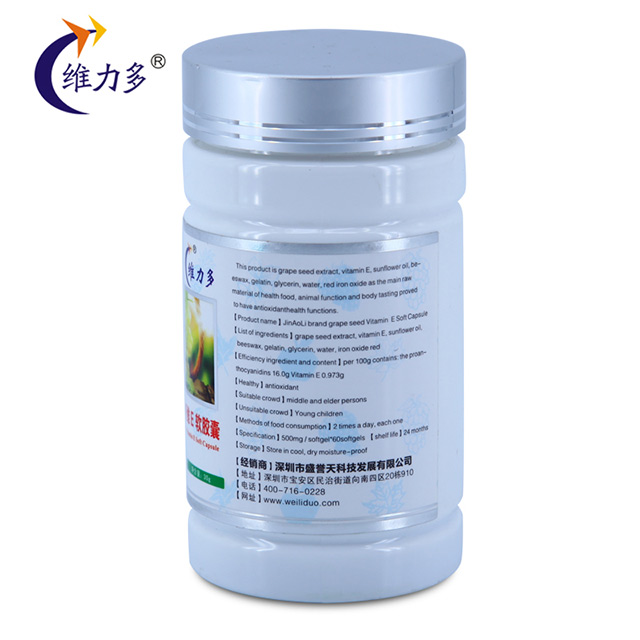 维力多®
维力多®
This product is grape seed extract, vitamin E, sunflower oil, be-
eswax, gelatin, glycerin, water, red iron oxide as the main raw
material of health food, animal function and body tasting proved
to have antioxidanthealth functions.
【Product name】JinAoLi brand grape seed Vitamin E Soft Capsule
【List of ingredients】grape seed extract, vitamin E, sunflower oil,
beeswax, gelatin, glycerin, water, iron oxide red
【Efficiency ingredient and content】per 100g contains: the proan-
thocyanidins 16.0g Vitamin E 0.973g
【Healthy】antioxidant
【Suitable crowd】middle and elder persons
【Unsuitable crowd】Young children
【Methods of food consumption】2 times a day, each one
【Specification】500mg / softgel*60softgels 【shelf life】24 months
【Storage】Store in cool, dry moisture-proof
E软胶囊
Soft Capsule
30g
【经销商】深圳市盛誉天科技发展有限公司
【地址】深圳市宝安区民治街道向南四区20栋910
【电话】400-716-0228
【网址】www.weiliduo.com